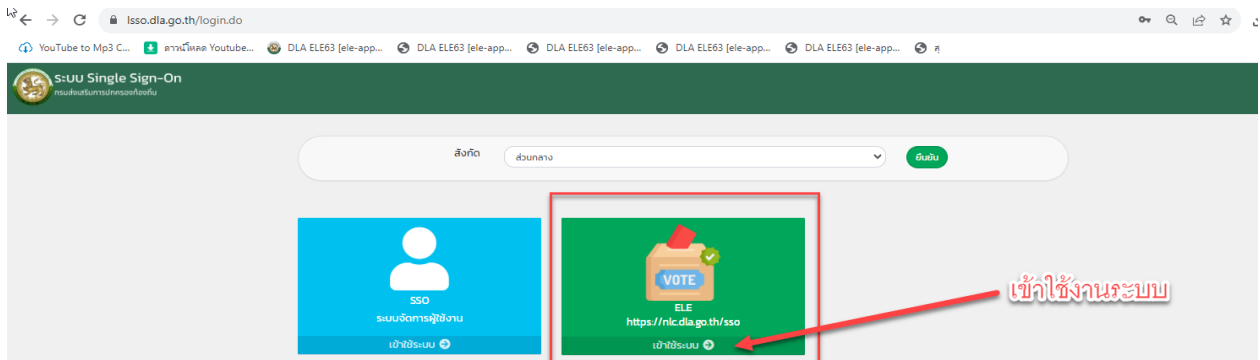 lsso.dla.go.th/login.do
YouTube to Mp3 C... ดาวน์โหลด Youtube... DLA ELE63 [ele-app... DLA ELE63 [ele-app... DLA ELE63 [ele-app... DLA ELE63 [ele-app... DLA ELE63 [ele-app... สุ
ระบบ Single Sign-On
กรมส่งเสริมการปกครองท้องถิ่น
สังกัด ส่วนกลาง ยืนยัน
SSO
ระบบจัดการผู้ใช้งาน
เข้าใช้ระบบ
VOTE
ELE
https://nlc.dla.go.th/sso
เข้าใช้ระบบ
เข้าใช้งานระบบ